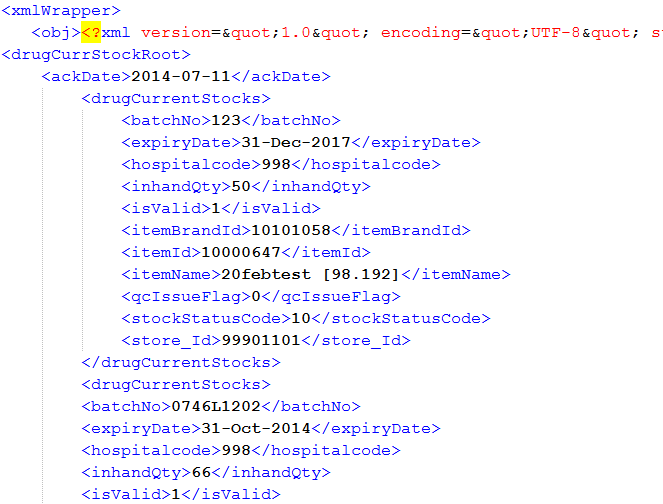 <xmlWrapper>
<obj><?xml version=&quot;1.0&quot; encoding=&quot;UTF-8&quot; s
<drugCurrStockRoot>
<ackDate>2014-07-11</ackDate>
<drugCurrentStocks>
<batchNo>123</batchNo>
<expiryDate>31-Dec-2017</expiryDate>
<hospitalcode>998</hospitalcode>
<inhandQty>50</inhandQty>
<isValid>1</isValid>
<itemBrandId>10101058</itemBrandId>
<itemId>10000647</itemId>
<itemName>20febtest [98.192]</itemName>
<qcIssueFlag>0</qcIssueFlag>
<stockStatusCode>10</stockStatusCode>
<store_Id>99901101</store_Id>
</drugCurrentStocks>
<drugCurrentStocks>
<batchNo>0746L1202</batchNo>
<expiryDate>31-Oct-2014</expiryDate>
<hospitalcode>998</hospitalcode>
<inhandQty>66</inhandQty>
<isValid>1</isValid>